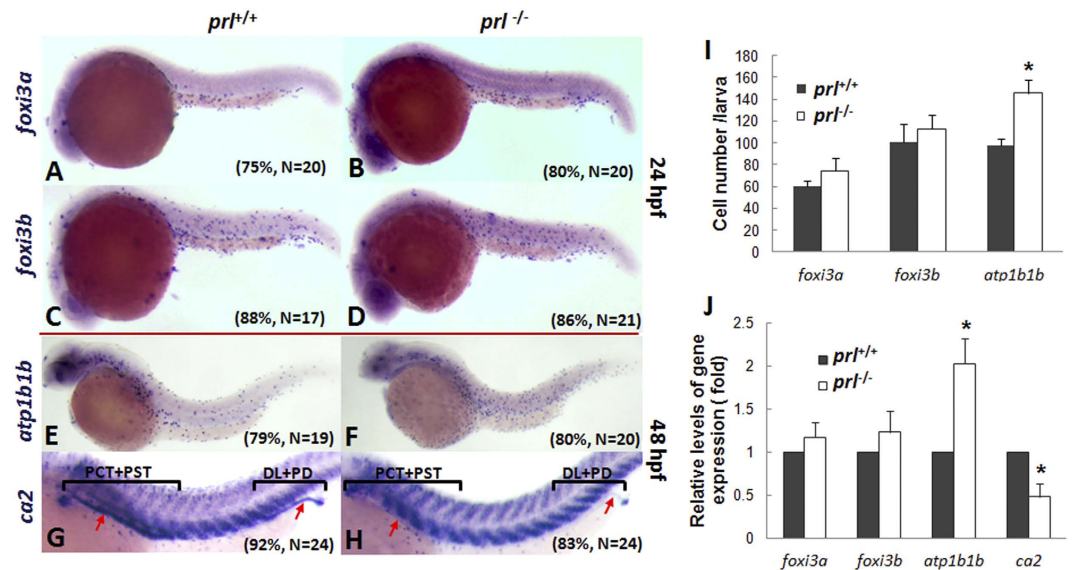 prl+/+
prl -/-
foxi3a
A
(75%, N=20)
B
(80%, N=20)
24 hpf
foxi3b
C
(88%, N=17)
D
(86%, N=21)
atp1b1b
E
(79%, N=19)
F
(80%, N=20)
48 hpf
ca2
PCT+PST
DL+PD
G
(92%, N=24)
PCT+PST
DL+PD
H
(83%, N=24)
I
Cell number /larva
180
160
140
120
100
80
60
40
20
0
prl+/+
prl-/-
*
foxi3a
foxi3b
atp1b1b
J
Relative levels of gene
expression ( fold)
2.5
2
1.5
1
0.5
0
prl+/+
prl-/-
*
*
foxi3a
foxi3b
atp1b1b
ca2